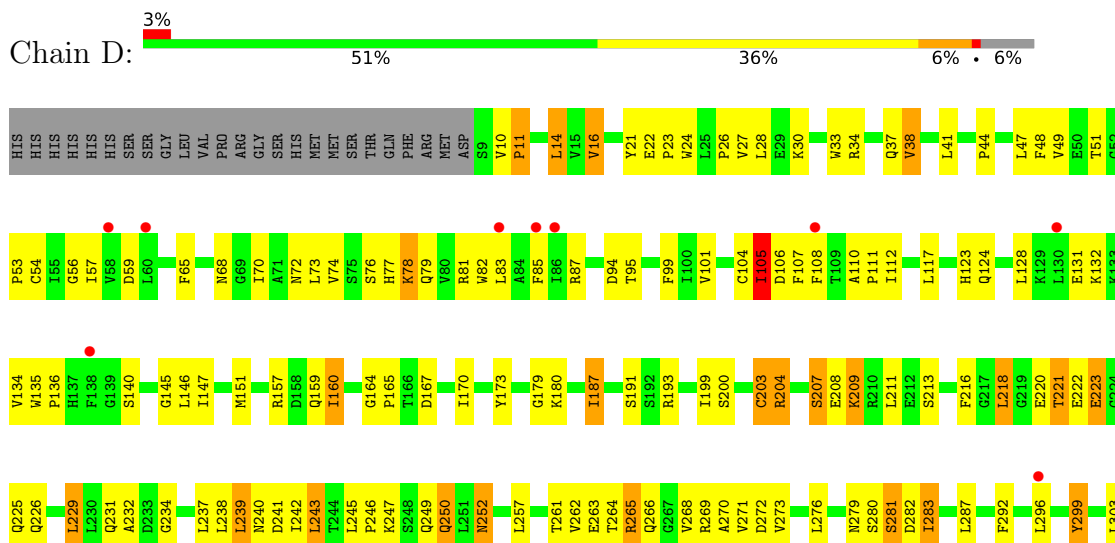 3%
Chain D:
51% 36% 6% • 6%
HIS HIS HIS HIS HIS HIS SER SER GLY LEU VAL PRO ARG GLY SER HIS MET MET SER THR GLN PHE ARG MET ASP S9 V10 P11 L14 V15 V16 Y21 E22 P23 W24 L25 P26 V27 L28 E29 K30 W33 R34 Q37 V38 L41 P44 L47 F48 V49 E50 T51 G52
P53 C54 I55 G56 I57 V58 D59 L60 F65 N68 G69 I70 A71 N72 L73 V74 S75 S76 H77 K78 Q79 V80 R81 W82 L83 A84 F85 I86 R87 D94 T95 F99 I100 V101 C104 I105 D106 F107 F108 T109 A110 P111 I112 L117 H123 Q124 L128 K129 L130 E131 K132 K133
V134 W135 P136 H137 F138 G139 S140 G145 L146 I147 M151 R157 D158 Q159 I160 G164 P165 T166 D167 I170 Y173 G179 K180 I187 S191 S192 R193 I199 S200 C203 R204 S207 E208 K209 R210 L211 E212 S213 F216 G217 L218 G219 E220 T221 E222 E223 G224
Q225 Q226 L229 L230 Q231 A232 D233 G234 L237 L238 L239 N240 D241 I242 L243 T244 L245 P246 K247 S248 Q249 Q250 L251 N252 L257 T261 V262 E263 T264 R265 Q266 G267 V268 R269 A270 V271 D272 V273 L276 N279 S280 S281 D282 I283 L287 F292 L296 Y299